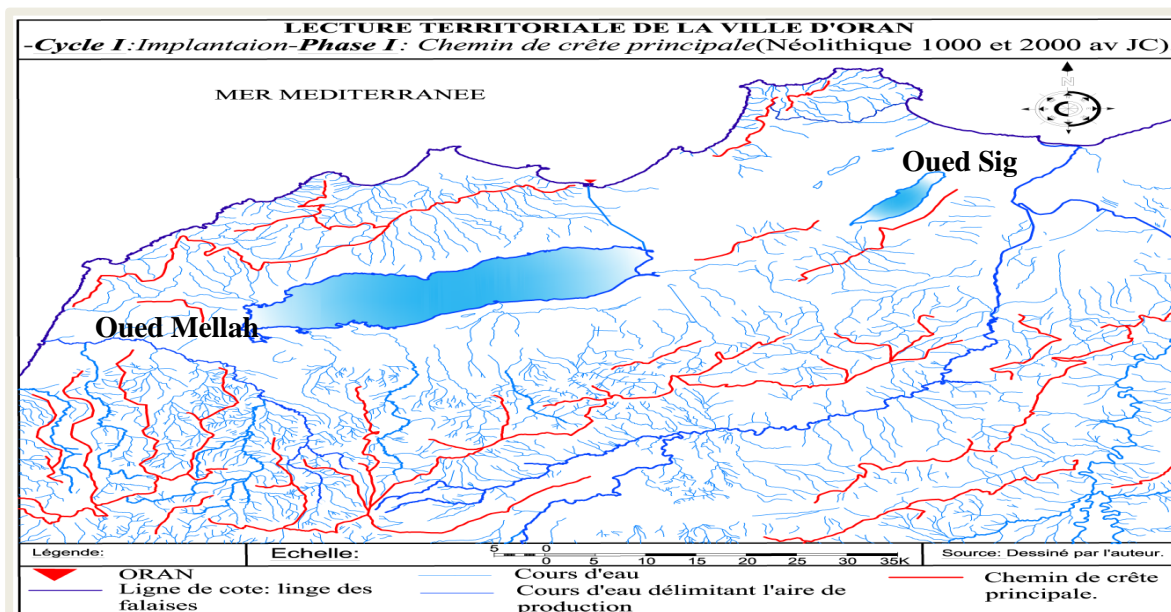 LECTURE TERRITORIALE DE LA VILLE D'ORAN
-Cycle I:Implantaion-Phase I: Chemin de crête principale(Néolithique 1000 et 2000 av JC)
MER MEDITERRANEE
N
Oued Sig
Oued Mellah
Légende:
Echelle:
5 0 5 10 15 20 25 30 35K
Source: Dessiné par l'auteur.
ORAN
Ligne de cote: linge des
falaises
Cours d'eau
Cours d'eau délimitant l'aire de
production
Chemin de crête
principale.